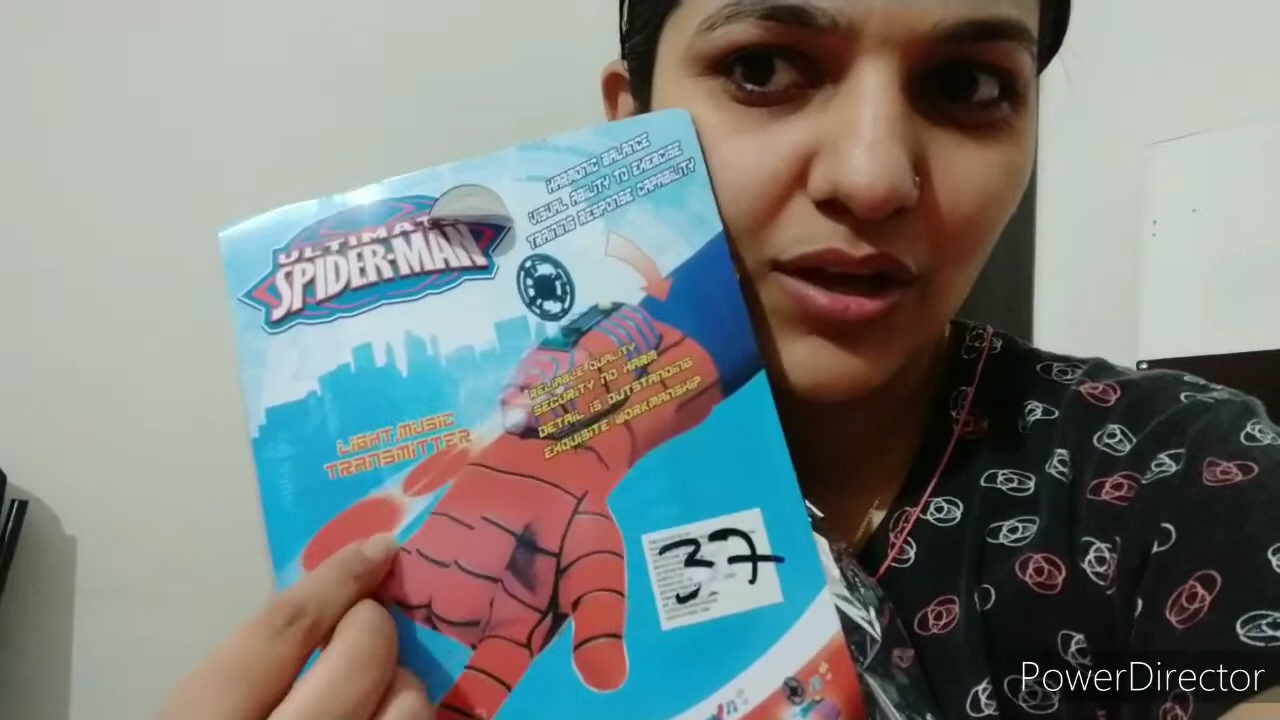 HARMONIC BALANCE
VISUAL ABILITY TO EXERCISE
TRAINING RESPONSE CAPABILITY
ULTIMATE
SPIDER-MAN
RELIABLE QUALITY
SECURITY NO HARM
DETAIL IS OUTSTANDING
EXQUISITE WORKMANSHIP
LIGHT,MUSIC
TRANSMITTER
37
PowerDirector